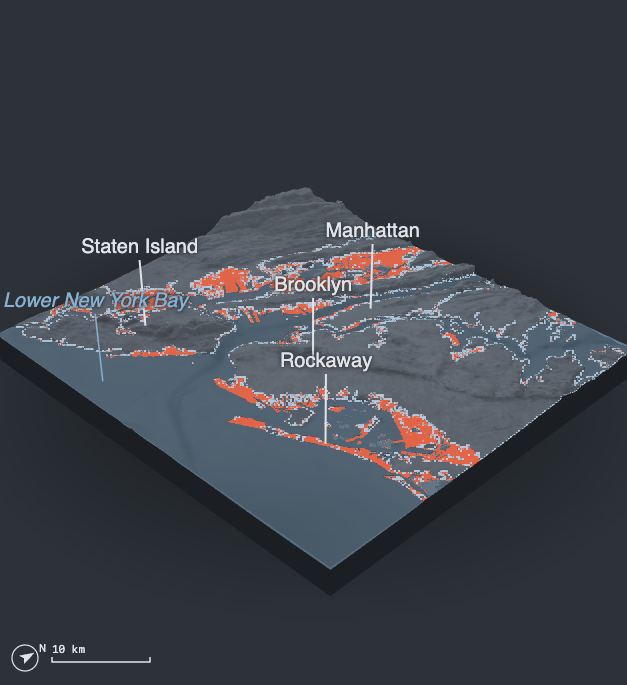 Manhattan
Staten Island
Brooklyn
Lower New York Bay
Rockaway
N 10 km